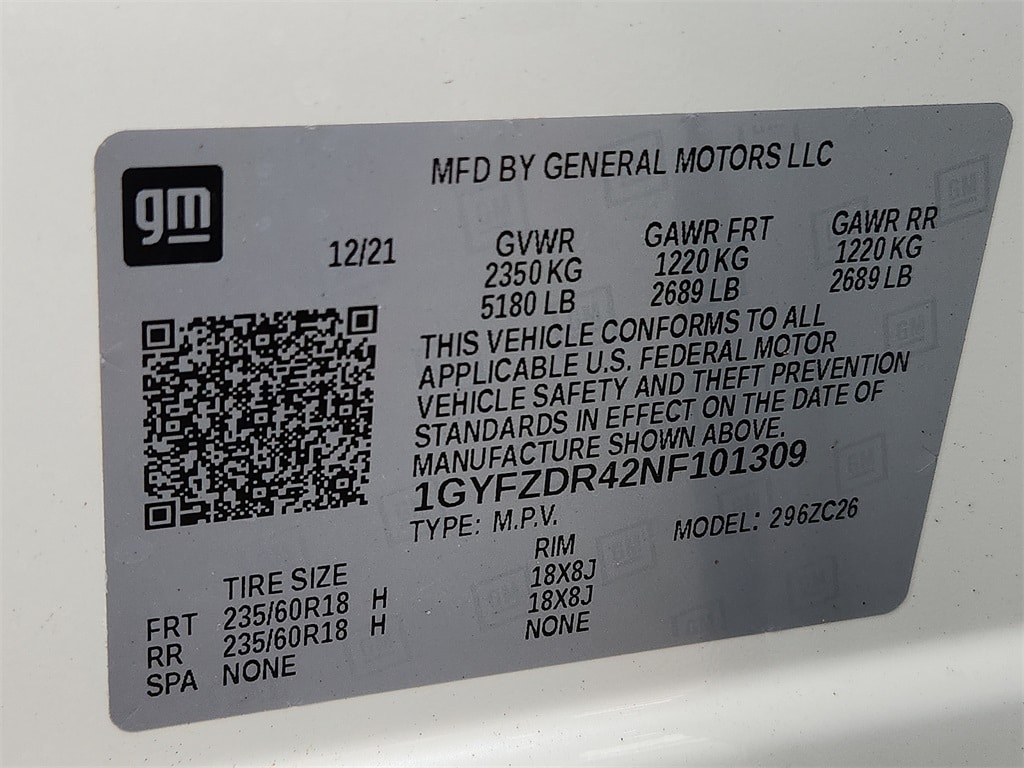 gm
MFD BY GENERAL MOTORS LLC
12/21
GVWR
2350 KG
5180 LB
GAWR FRT
1220 KG
2689 LB
GAWR RR
1220 KG
2689 LB
THIS VEHICLE CONFORMS TO ALL
APPLICABLE U.S. FEDERAL MOTOR
VEHICLE SAFETY AND THEFT PREVENTION
STANDARDS IN EFFECT ON THE DATE OF
MANUFACTURE SHOWN ABOVE.
1GYFZDR42NF101309
TYPE: M.P.V. MODEL: 296ZC26
TIRE SIZE RIM
FRT 235/60R18 H 18X8J
RR 235/60R18 H 18X8J
SPA NONE NONE